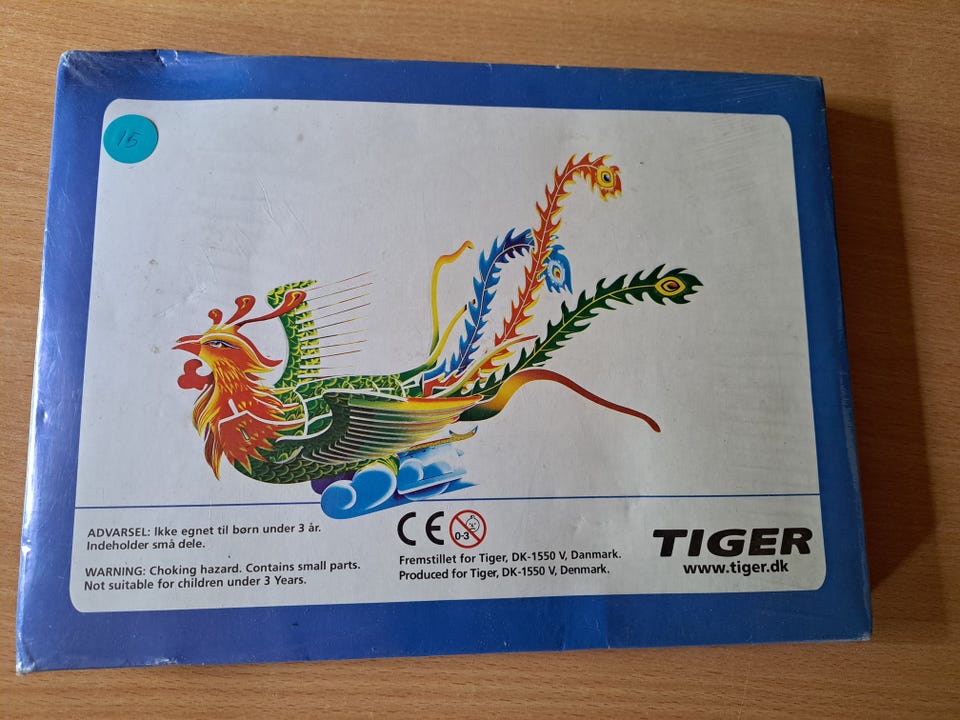 15
ADVARSEL: Ikke egnet til børn under 3 år.
Indeholder små dele.
WARNING: Choking hazard. Contains small parts.
Not suitable for children under 3 Years.
CE
0-3
Fremstillet for Tiger, DK-1550 V, Danmark.
Produced for Tiger, DK-1550 V, Denmark.
TIGER
www.tiger.dk